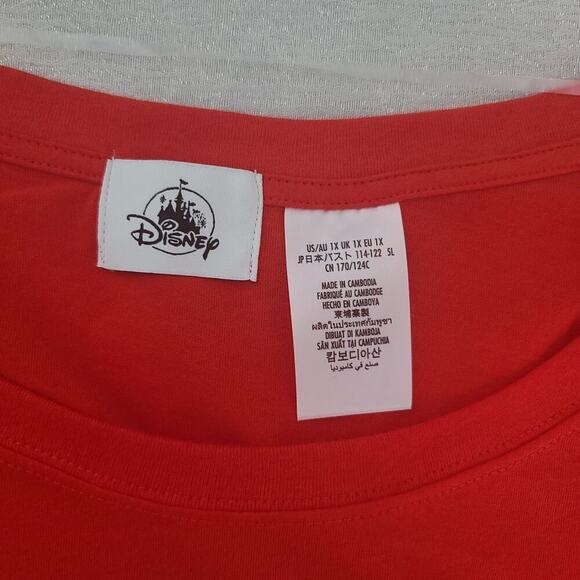 Disney
US/AU 1X UK 1X EU 1X
JP日本バスト 114-122 5L
CN 170/124C
MADE IN CAMBODIA
FABRIQUÉ AU CAMBODGE
HECHO EN CAMBOYA
柬埔寨製
ผลิตในประเทศกัมพูชา
DIBUAT DI KAMBOJA
SẢN XUẤT TẠI CAMPUCHIA
캄보디아산
صنع في كامبوديا